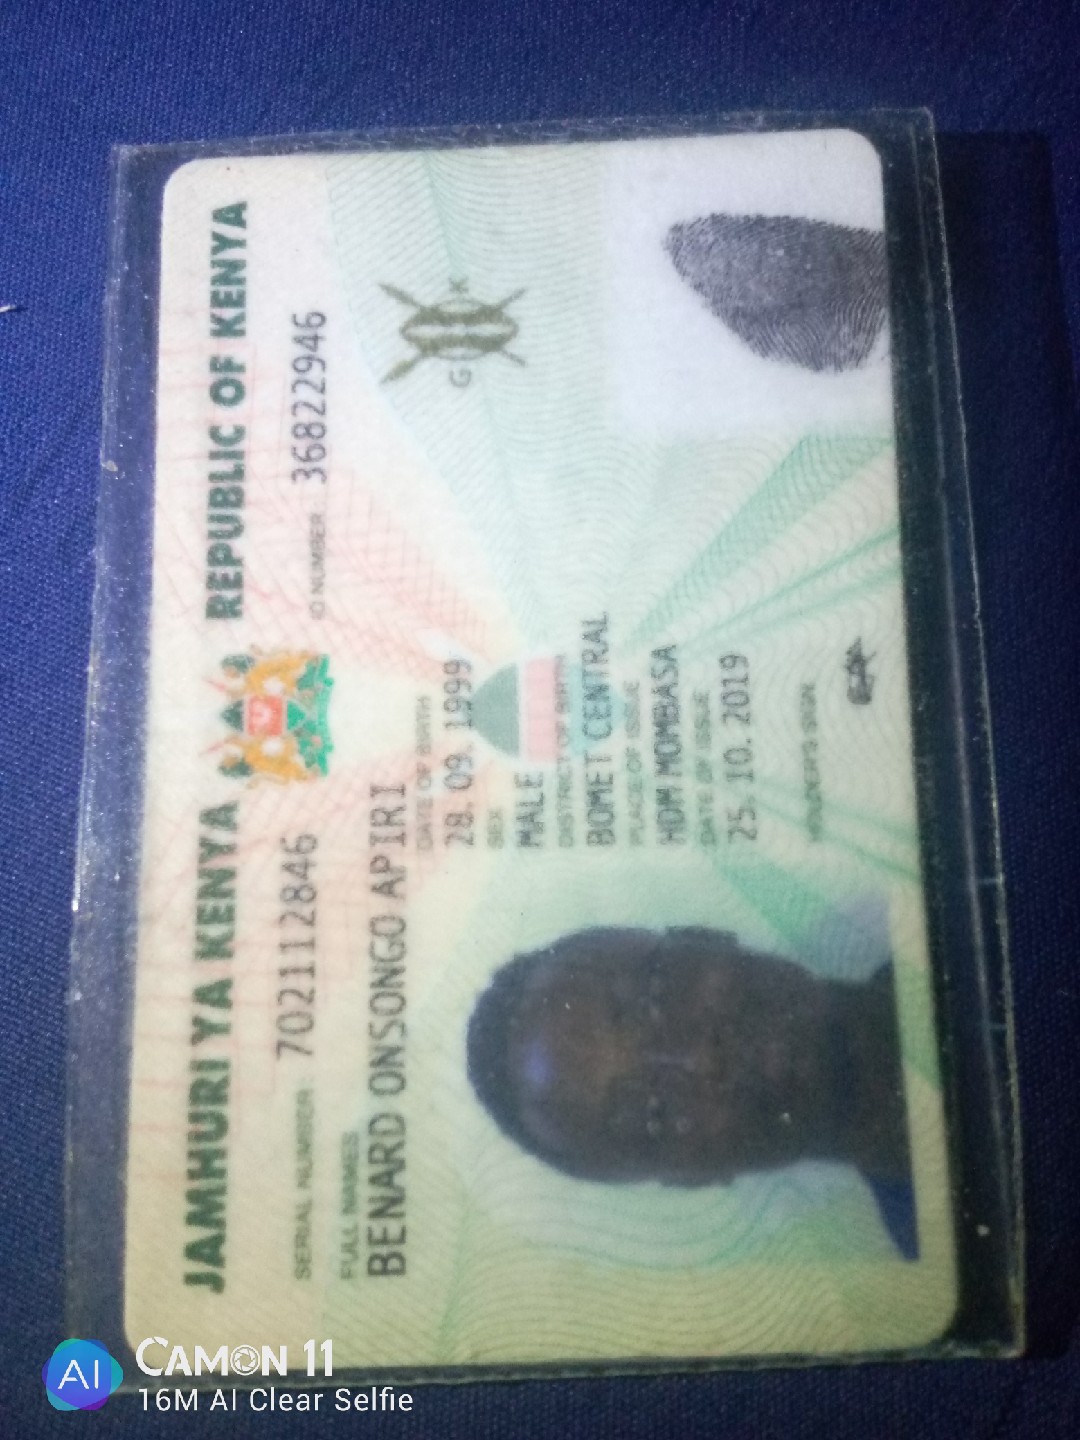 JAMHURI YA KENYA REPUBLIC OF KENYA
SERIAL NUMBER: 702112846 ID NUMBER: 36822946
FULL NAMES
BENARD ONSONGO APIRI
DATE OF BIRTH
28. 09. 1999
SEX
MALE
DISTRICT OF BIRTH
BOMET CENTRAL
PLACE OF ISSUE
HDM MOMBASA
DATE OF ISSUE
25. 10. 2019
HOLDER'S SIGN.
G K
AI CAMON 11
16M AI Clear Selfie